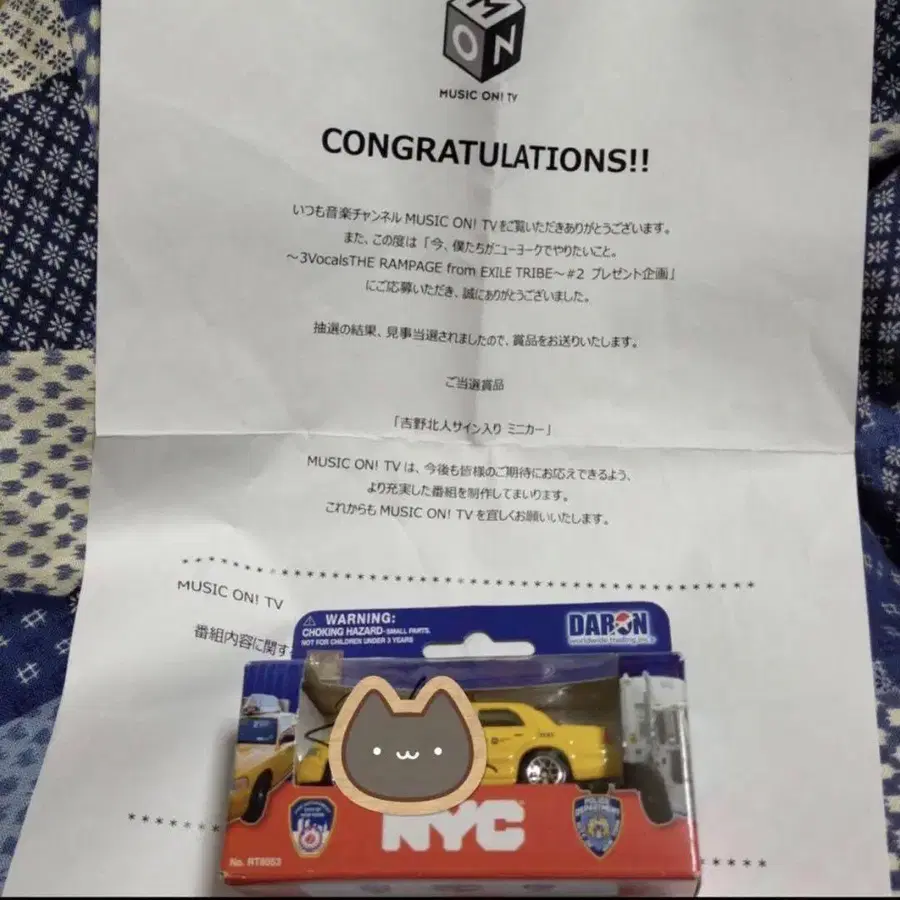 M
ON
MUSIC ON! TV
CONGRATULATIONS!!
いつも音楽チャンネル MUSIC ON! TVをご覧いただきありがとうございます。
また、この度は「今、僕たちがニューヨークでやりたいこと。
～3VocalsTHE RAMPAGE from EXILE TRIBE～#2 プレゼント企画」
にご応募いただき、誠にありがとうございました。
抽選の結果、見事当選されましたので、賞品をお送りいたします。
ご当選賞品
「吉野北人サイン入り ミニカー」
MUSIC ON! TV は、今後も皆様のご期待にお応えできるよう、
より充実した番組を制作してまいります。
これからも MUSIC ON! TV を宜しくお願いいたします。
MUSIC ON! TV
番組内容に関す
WARNING:
CHOKING HAZARD-SMALL PARTS.
NOT FOR CHILDREN UNDER 3 YEARS
DARON
worldwide trading inc.
NYC
POLICE
DEPARTMENT
No. RT8053